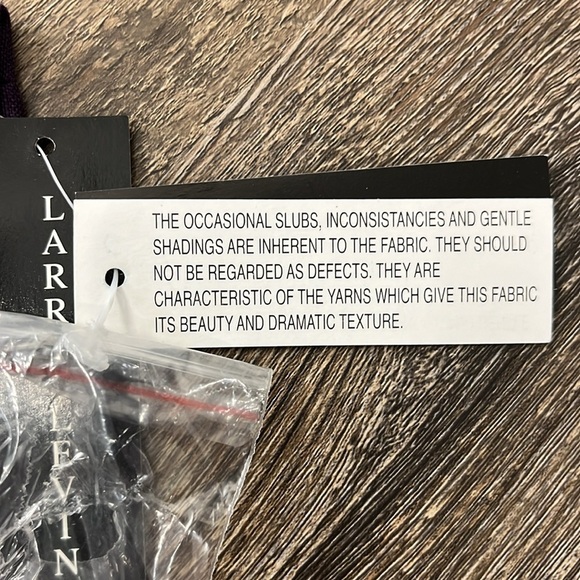 THE OCCASIONAL SLUBS, INCONSISTANCIES AND GENTLE
SHADINGS ARE INHERENT TO THE FABRIC. THEY SHOULD
NOT BE REGARDED AS DEFECTS. THEY ARE
CHARACTERISTIC OF THE YARNS WHICH GIVE THIS FABRIC
ITS BEAUTY AND DRAMATIC TEXTURE.
LARR
LEVIN